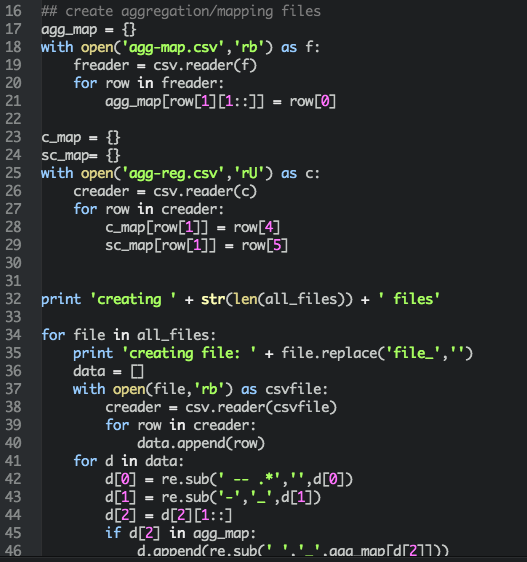 16 ## create aggregation/mapping files
17 agg_map = {}
18 with open('agg-map.csv','rb') as f:
19     freader = csv.reader(f)
20     for row in freader:
21         agg_map[row[1][1::]] = row[0]
22
23 c_map = {}
24 sc_map= {}
25 with open('agg-reg.csv','rU') as c:
26     creader = csv.reader(c)
27     for row in creader:
28         c_map[row[1]] = row[4]
29         sc_map[row[1]] = row[5]
30
31
32 print 'creating ' + str(len(all_files)) + ' files'
33
34 for file in all_files:
35     print 'creating file: ' + file.replace('file_','')
36     data = []
37     with open(file,'rb') as csvfile:
38         creader = csv.reader(csvfile)
39         for row in creader:
40             data.append(row)
41     for d in data:
42         d[0] = re.sub(' -- .*','',d[0])
43         d[1] = re.sub('-','_',d[1])
44         d[2] = d[2][1::]
45         if d[2] in agg_map:
46             d.append(re.sub(' ','_',agg_map[d[2]]))